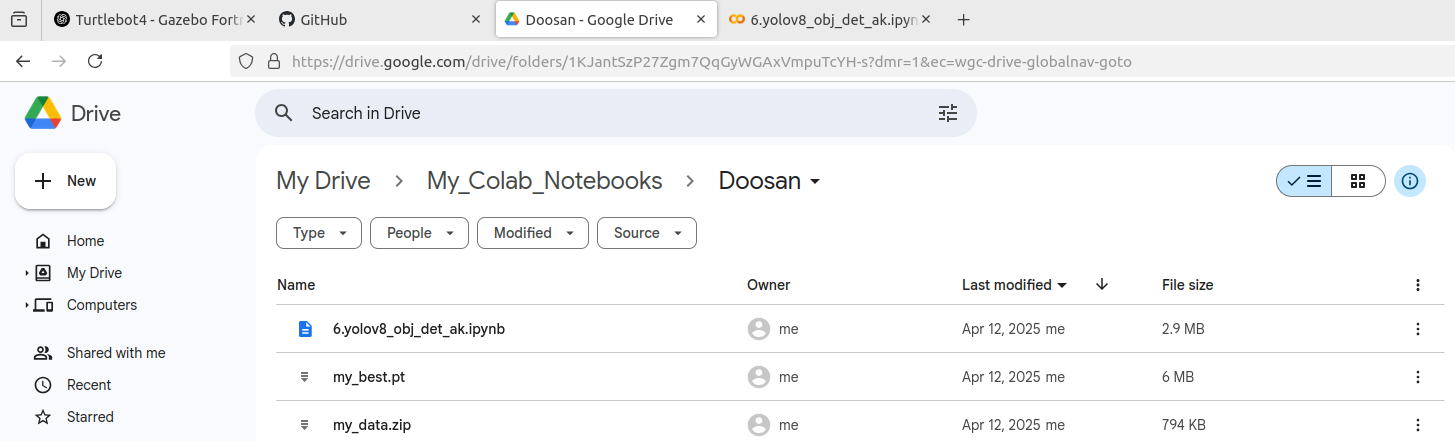 Turtlebot4 - Gazebo Fortr
GitHub
Doosan - Google Drive
6.yolov8_obj_det_ak.ipyn
https://drive.google.com/drive/folders/1KJantSzP27Zgm7QqGyWGAxVmpuTcYH-s?dmr=1&ec=wgc-drive-globalnav-goto
Drive
Search in Drive
New
My Drive > My_Colab_Notebooks > Doosan
Type People Modified Source
Home
My Drive
Computers
Shared with me
Recent
Starred
Name Owner Last modified File size
6.yolov8_obj_det_ak.ipynb me Apr 12, 2025 me 2.9 MB
my_best.pt me Apr 12, 2025 me 6 MB
my_data.zip me Apr 12, 2025 me 794 KB